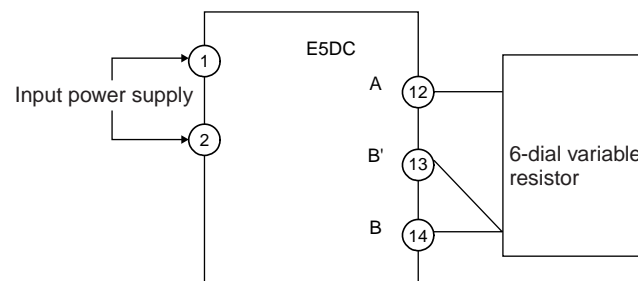 E5DC
1
Input power supply
2
A
12
B'
13
B
14
6-dial variable
resistor